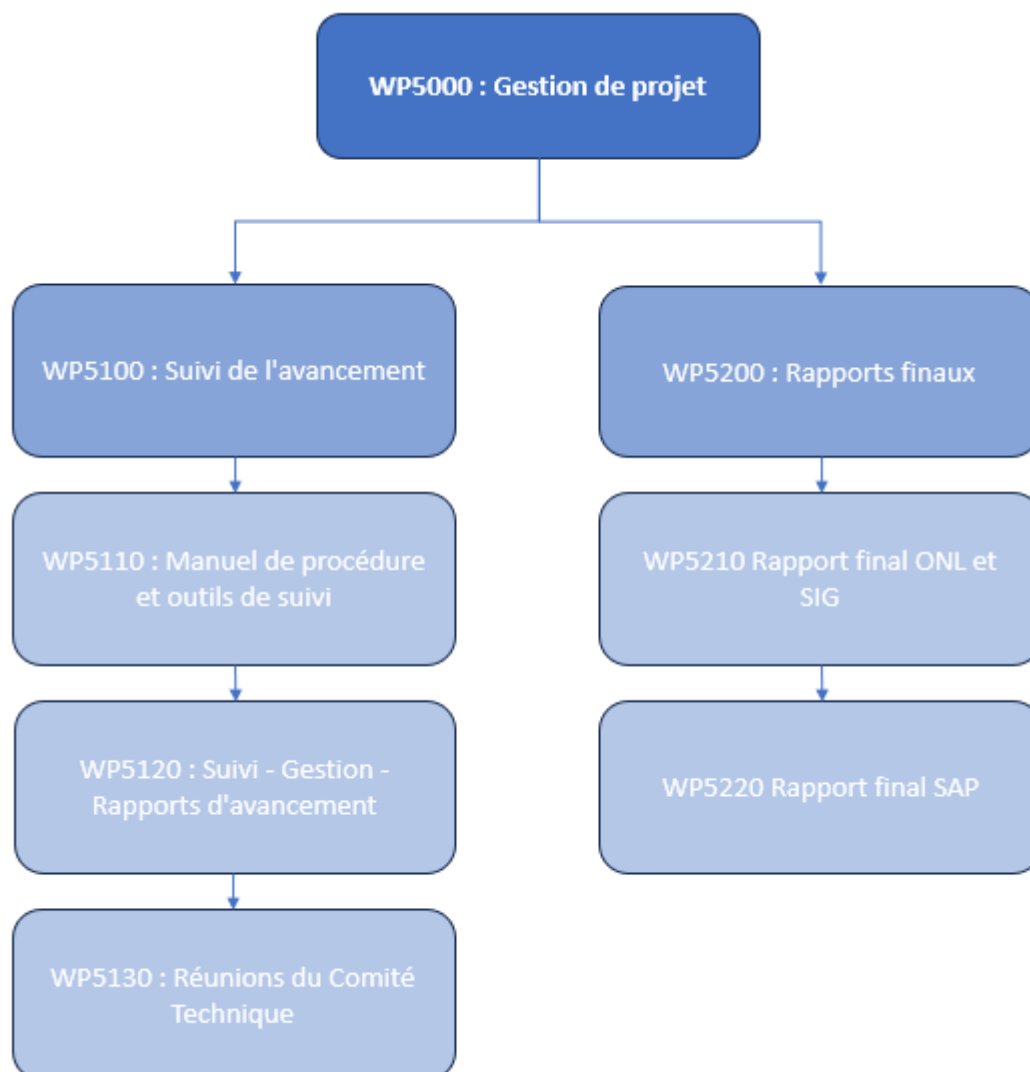 WP5000 : Gestion de projet
WP5100 : Suivi de l'avancement
WP5200 : Rapports finaux
WP5110 : Manuel de procédure
et outils de suivi
WP5210 Rapport final ONL et
SIG
WP5120 : Suivi - Gestion -
Rapports d'avancement
WP5220 Rapport final SAP
WP5130 : Réunions du Comité
Technique